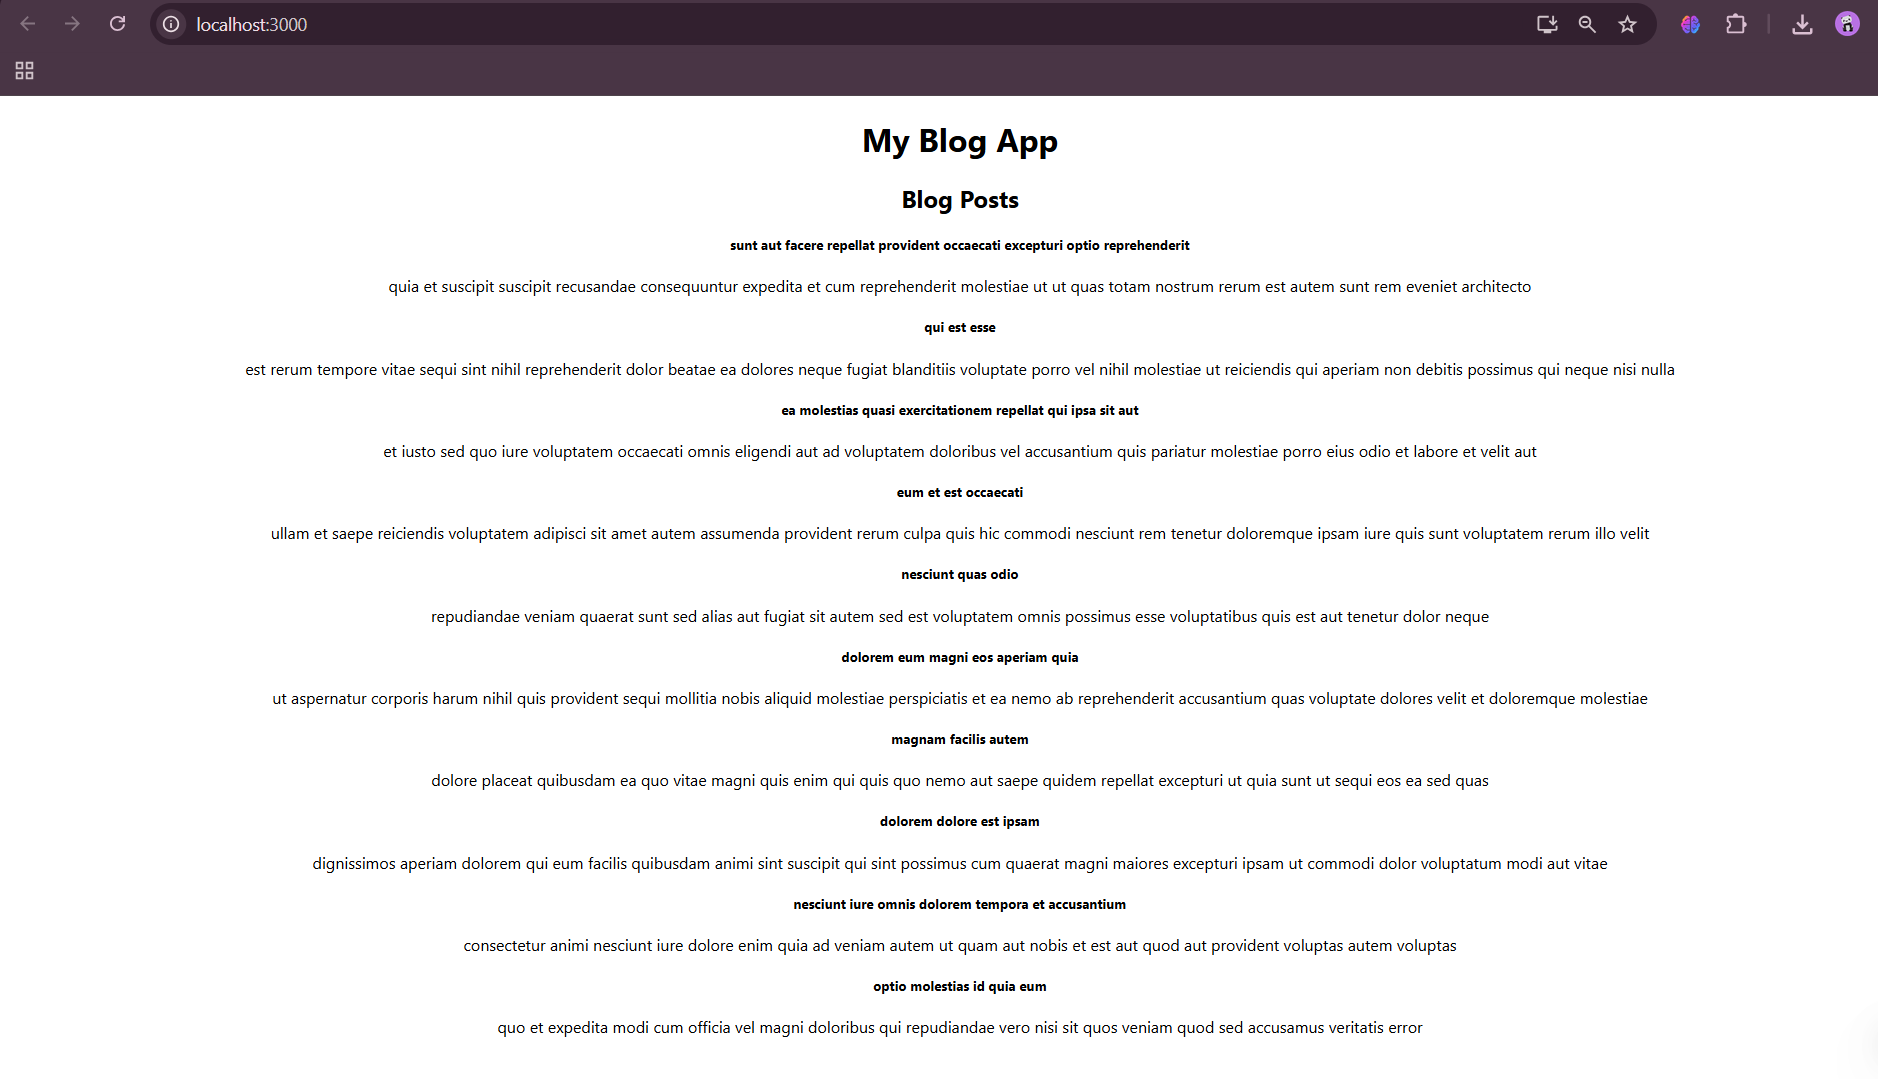 localhost:3000
My Blog App
Blog Posts
sunt aut facere repellat provident occaecati excepturi optio reprehenderit
quia et suscipit suscipit recusandae consequuntur expedita et cum reprehenderit molestiae ut ut quas totam nostrum rerum est autem sunt rem eveniet architecto
qui est esse
est rerum tempore vitae sequi sint nihil reprehenderit dolor beatae ea dolores neque fugiat blanditiis voluptate porro vel nihil molestiae ut reiciendis qui aperiam non debitis possimus qui neque nisi nulla
ea molestias quasi exercitationem repellat qui ipsa sit aut
et iusto sed quo iure voluptatem occaecati omnis eligendi aut ad voluptatem doloribus vel accusantium quis pariatur molestiae porro eius odio et labore et velit aut
eum et est occaecati
ullam et saepe reiciendis voluptatem adipisci sit amet autem assumenda provident rerum culpa quis hic commodi nesciunt rem tenetur doloremque ipsam iure quis sunt voluptatem rerum illo velit
nesciunt quas odio
repudiandae veniam quaerat sunt sed alias aut fugiat sit autem sed est voluptatem omnis possimus esse voluptatibus quis est aut tenetur dolor neque
dolorem eum magni eos aperiam quia
ut aspernatur corporis harum nihil quis provident sequi mollitia nobis aliquid molestiae perspiciatis et ea nemo ab reprehenderit accusantium quas voluptate dolores velit et doloremque molestiae
magnam facilis autem
dolore placeat quibusdam ea quo vitae magni quis enim qui quis quo nemo aut saepe quidem repellat excepturi ut quia sunt ut sequi eos ea sed quas
dolorem dolore est ipsam
dignissimos aperiam dolorem qui eum facilis quibusdam animi sint suscipit qui sint possimus cum quaerat magni maiores excepturi ipsam ut commodi dolor voluptatum modi aut vitae
nesciunt iure omnis dolorem tempora et accusantium
consectetur animi nesciunt iure dolore enim quia ad veniam autem ut quam aut nobis et est aut quod aut provident voluptas autem voluptas
optio molestias id quia eum
quo et expedita modi cum officia vel magni doloribus qui repudiandae vero nisi sit quos veniam quod sed accusamus veritatis error